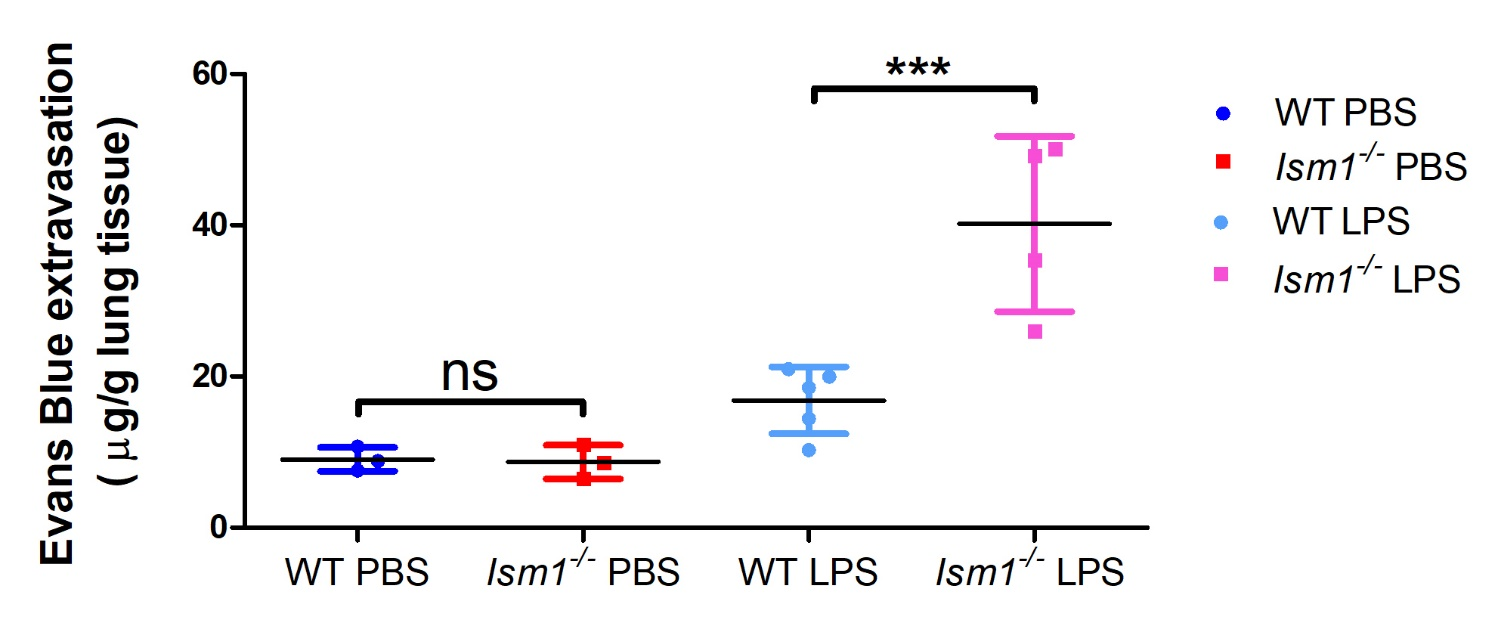 Evans Blue extravasation
( μg/g lung tissue)
60
40
20
0
ns
***
WT PBS
Ism1-/- PBS
WT LPS
Ism1-/- LPS
WT PBS
Ism1-/- PBS
WT LPS
Ism1-/- LPS